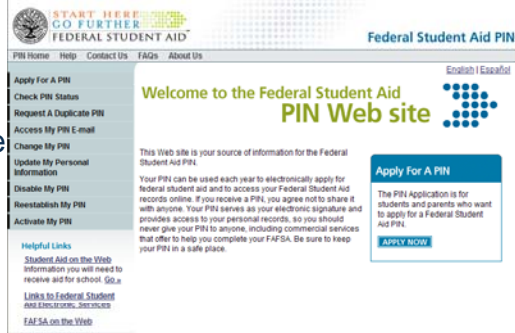 START HERE
GO FURTHER
FEDERAL STUDENT AID
Federal Student Aid PIN
PIN Home Help Contact Us FAQs About Us
English | Español
Apply For A PIN
Check PIN Status
Request A Duplicate PIN
Access My PIN E-mail
Change My PIN
Update My Personal
Information
Disable My PIN
Reestablish My PIN
Activate My PIN
Helpful Links
Student Aid on the Web
Information you will need to
receive aid for school. Go »
Links to Federal Student
Aid Electronic Services
FAFSA on the Web
e
Welcome to the Federal Student Aid
PIN Web site
This Web site is your source of information for the Federal
Student Aid PIN.
Your PIN can be used each year to electronically apply for
federal student aid and to access your Federal Student Aid
records online. If you receive a PIN, you agree not to share it
with anyone. Your PIN serves as your electronic signature and
provides access to your personal records, so you should
never give your PIN to anyone, including commercial services
that offer to help you complete your FAFSA. Be sure to keep
your PIN in a safe place.
Apply For A PIN
The PIN Application is for
students and parents who want
to apply for a Federal Student
Aid PIN.
APPLY NOW